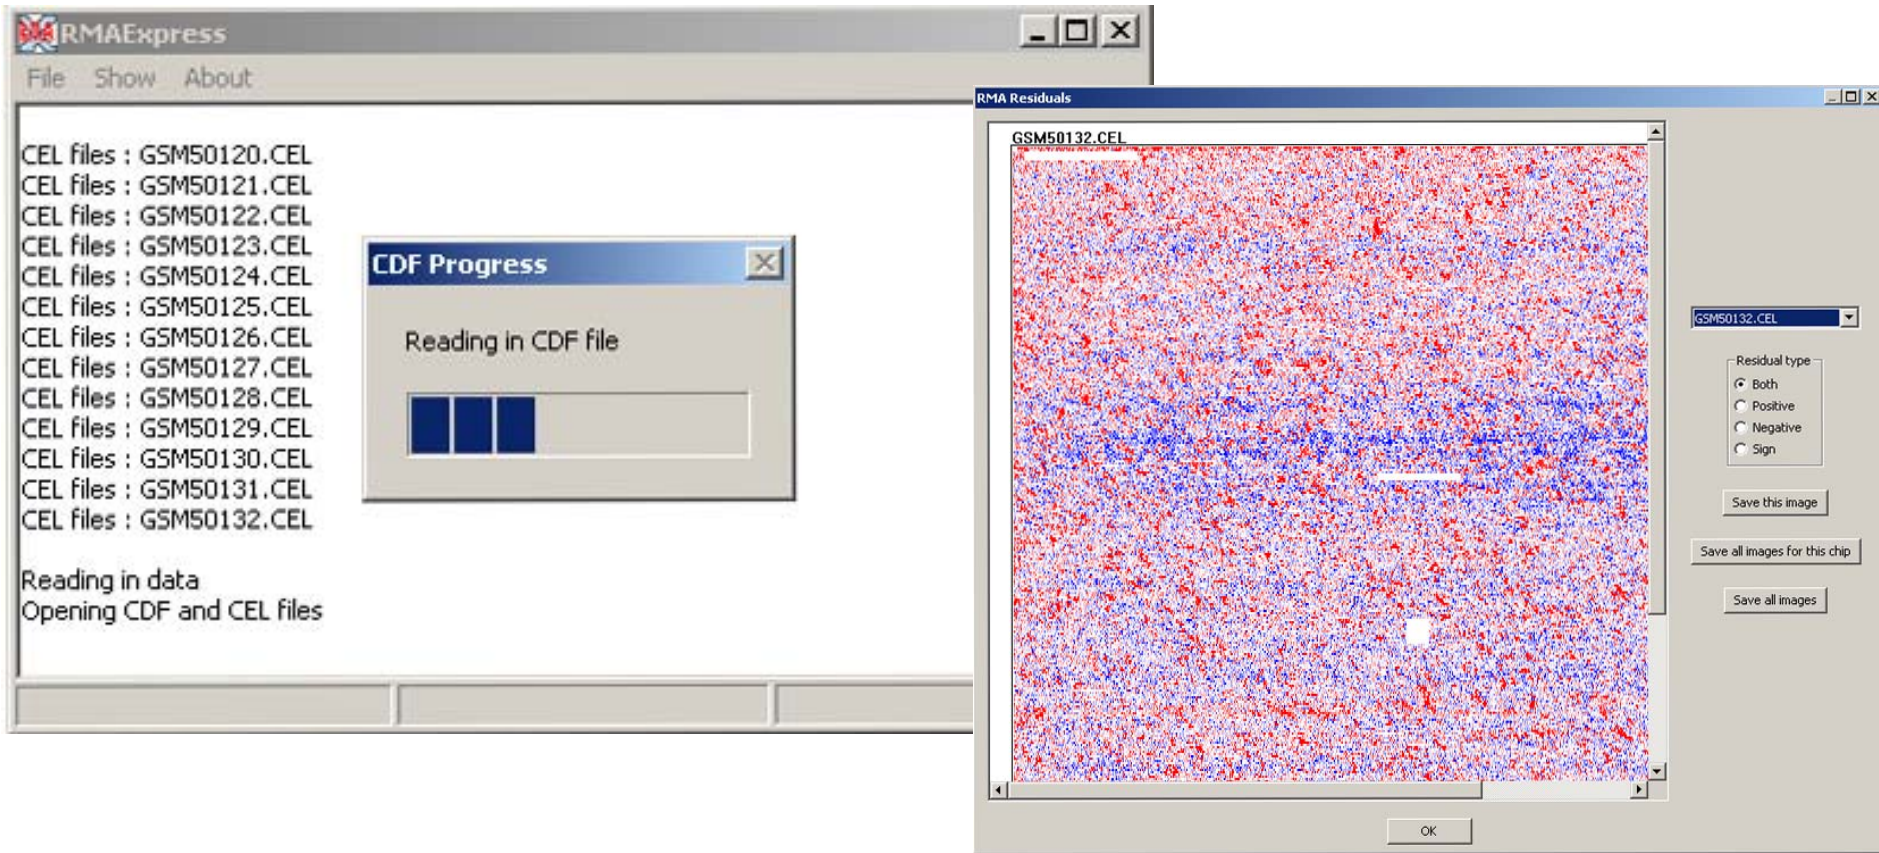 RMAExpress
File Show About
CEL files : GSM50120.CEL
CEL files : GSM50121.CEL
CEL files : GSM50122.CEL
CEL files : GSM50123.CEL
CEL files : GSM50124.CEL
CEL files : GSM50125.CEL
CEL files : GSM50126.CEL
CEL files : GSM50127.CEL
CEL files : GSM50128.CEL
CEL files : GSM50129.CEL
CEL files : GSM50130.CEL
CEL files : GSM50131.CEL
CEL files : GSM50132.CEL
Reading in data
Opening CDF and CEL files
CDF Progress
Reading in CDF file
RMA Residuals
GSM50132.CEL
GSM50132.CEL
Residual type
Both
Positive
Negative
Sign
Save this image
Save all images for this chip
Save all images
OK